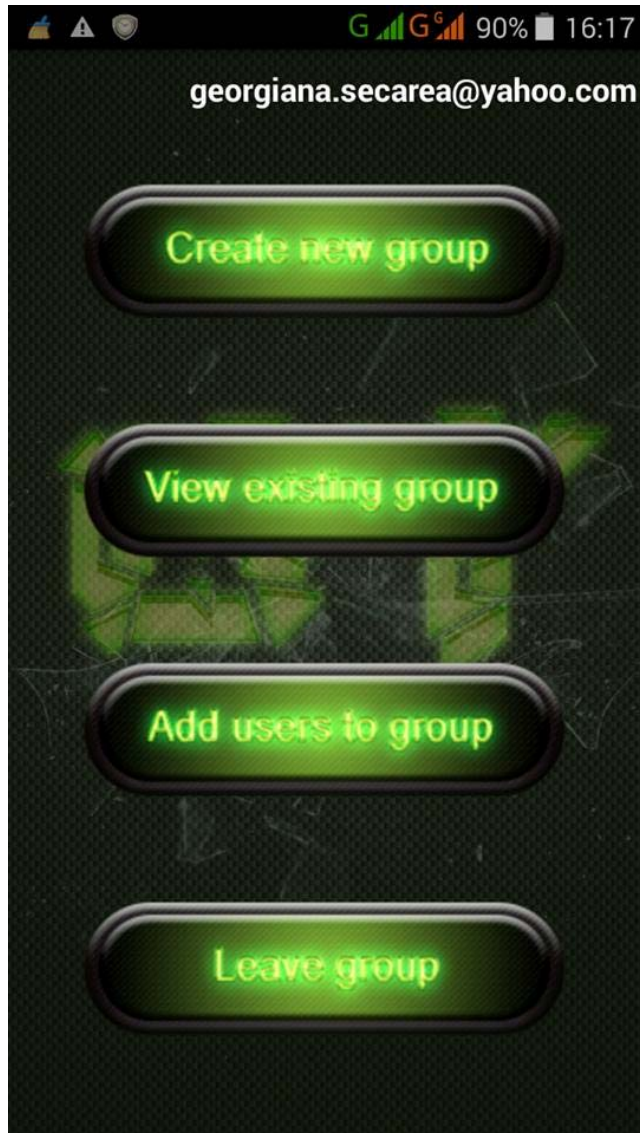 G G G 90% 16:17
georgiana.secarea@yahoo.com
Create new group
View existing group
Add users to group
Leave group